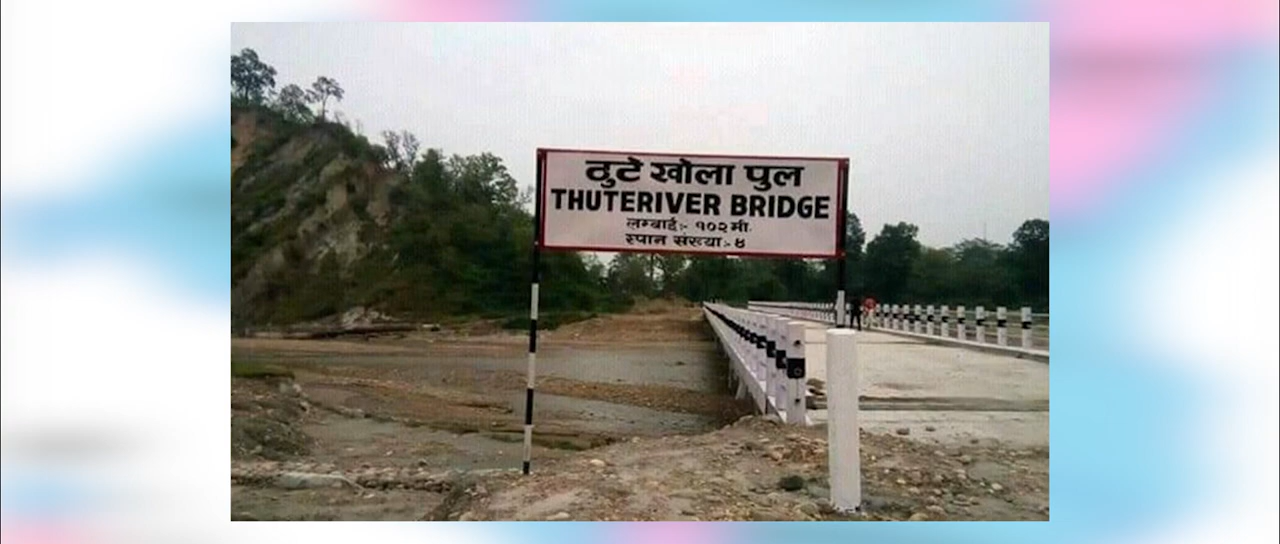 ठुटे खोला पुल
THUTERIVER BRIDGE
लम्बाईः- १०२ मी.
स्पान संख्याः- ४